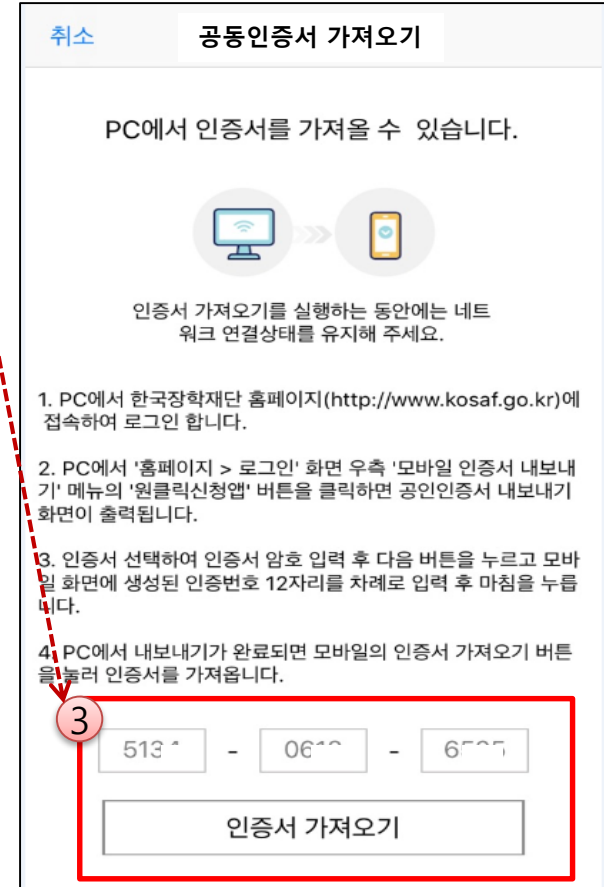 취소 공동인증서 가져오기
PC에서 인증서를 가져올 수 있습니다.
인증서 가져오기를 실행하는 동안에는 네트
워크 연결상태를 유지해 주세요.
1. PC에서 한국장학재단 홈페이지(http://www.kosaf.go.kr)에
접속하여 로그인 합니다.
2. PC에서 '홈페이지 > 로그인' 화면 우측 '모바일 인증서 내보내
기' 메뉴의 '원클릭신청앱' 버튼을 클릭하면 공인인증서 내보내기
화면이 출력됩니다.
3. 인증서 선택하여 인증서 암호 입력 후 다음 버튼을 누르고 모바
일 화면에 생성된 인증번호 12자리를 차례로 입력 후 마침을 누릅
니다.
4. PC에서 내보내기가 완료되면 모바일의 인증서 가져오기 버튼
을 눌러 인증서를 가져옵니다.
3
- -
인증서 가져오기